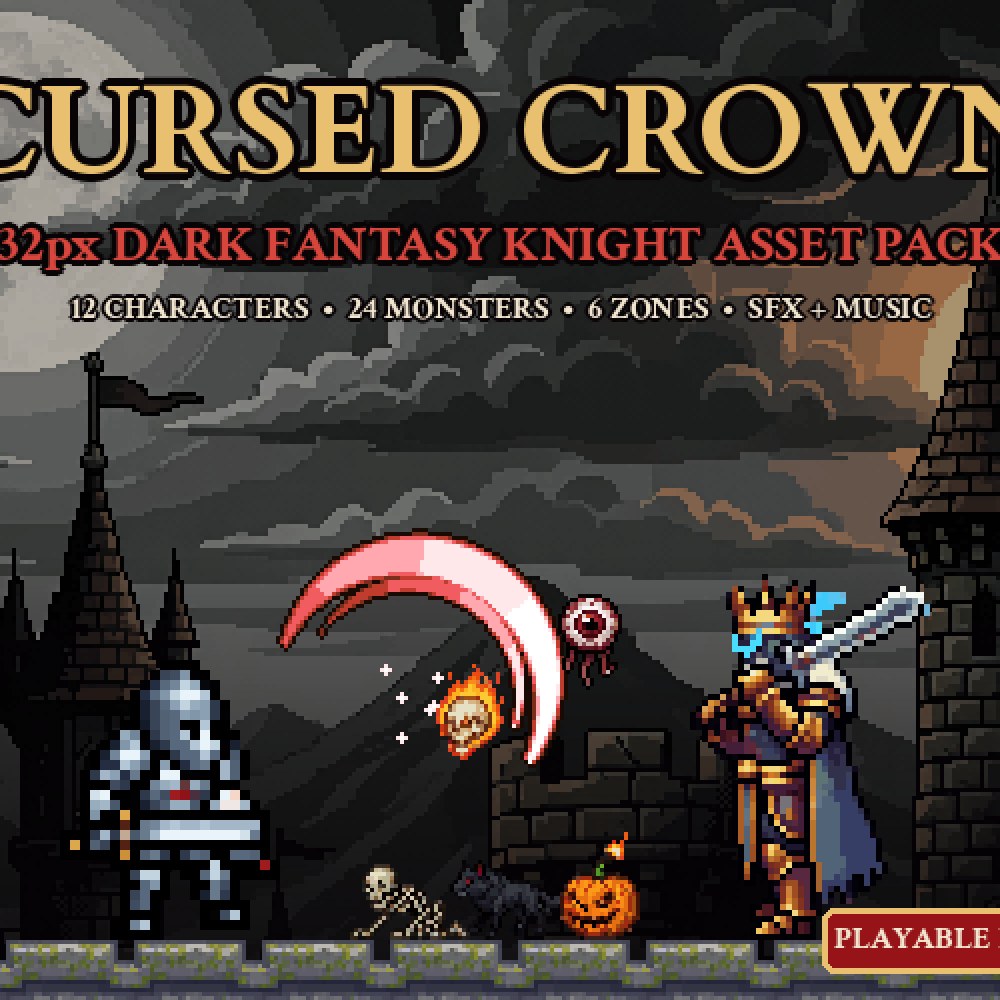 CURSED CROWN
32px DARK FANTASY KNIGHT ASSET PACK
12 CHARACTERS • 24 MONSTERS • 6 ZONES • SFX + MUSIC
PLAYABLE